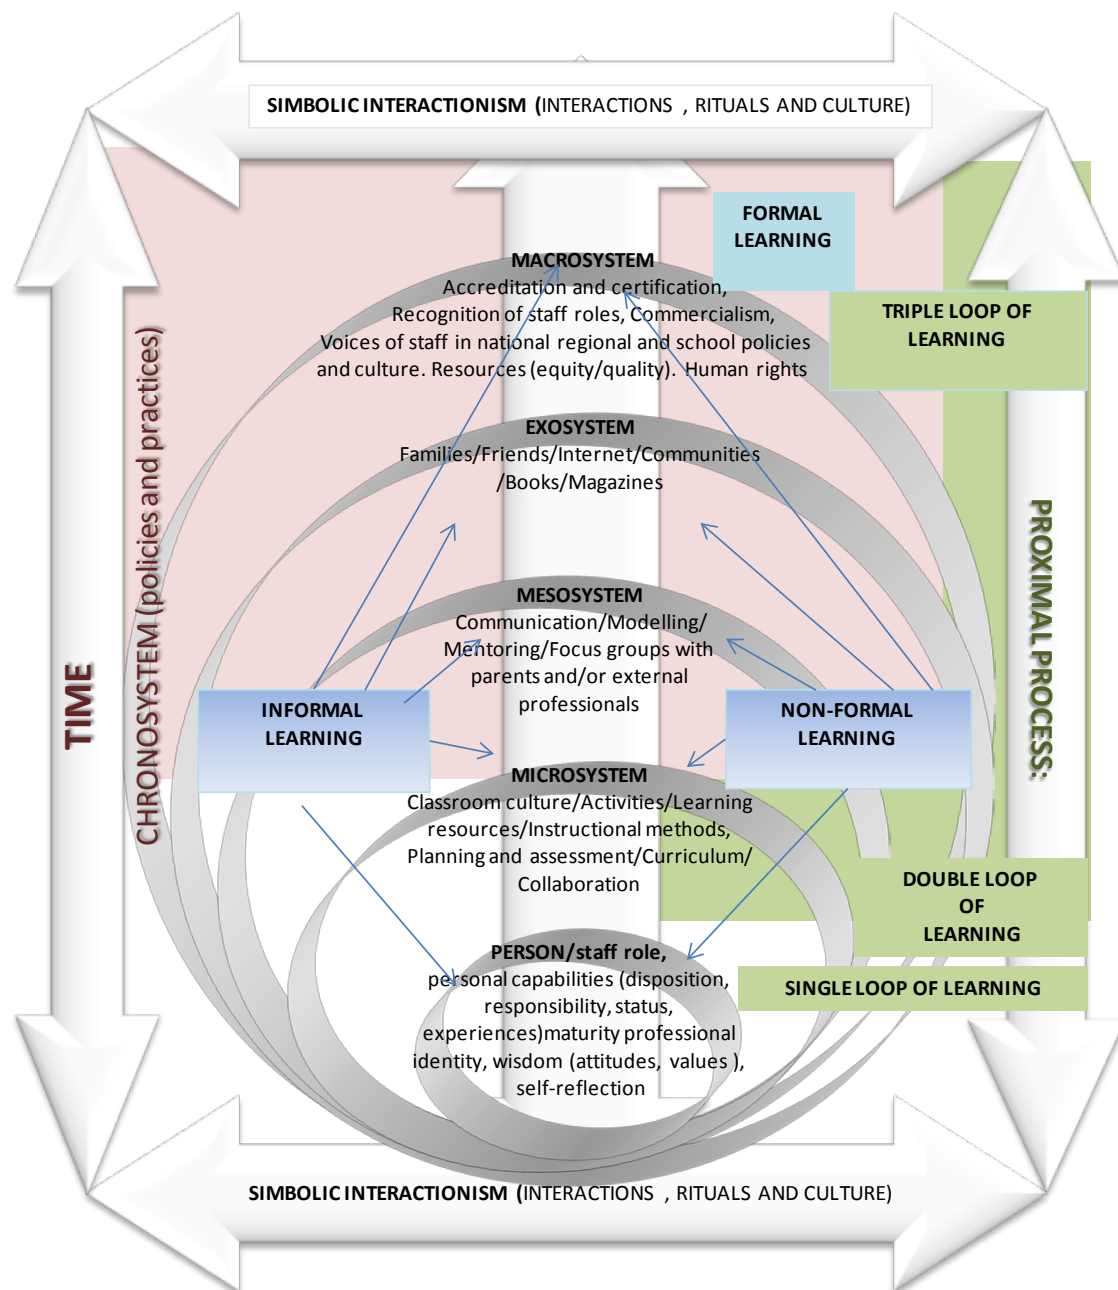 SIMBOLIC INTERACTIONISM (INTERACTIONS , RITUALS AND CULTURE)
FORMAL
LEARNING
MACROSYSTEM
Accreditation and certification,
Recognition of staff roles, Commercialism,
Voices of staff in national regional and school policies
and culture. Resources (equity/quality). Human rights
TRIPLE LOOP OF
LEARNING
EXOSYSTEM
Families/Friends/Internet/Communities
/Books/Magazines
TIME
CHRONOSYSTEM (policies and practices)
PROXIMAL PROCESS:
MESOSYSTEM
Communication/Modelling/
Mentoring/Focus groups with
parents and/or external
professionals
INFORMAL
LEARNING
NON-FORMAL
LEARNING
MICROSYSTEM
Classroom culture/Activities/Learning
resources/Instructional methods,
Planning and assessment/Curriculum/
Collaboration
DOUBLE LOOP
OF
LEARNING
PERSON/staff role,
personal capabilities (disposition,
responsibility, status,
experiences)maturity professional
identity, wisdom (attitudes, values ),
self-reflection
SINGLE LOOP OF LEARNING
SIMBOLIC INTERACTIONISM (INTERACTIONS , RITUALS AND CULTURE)